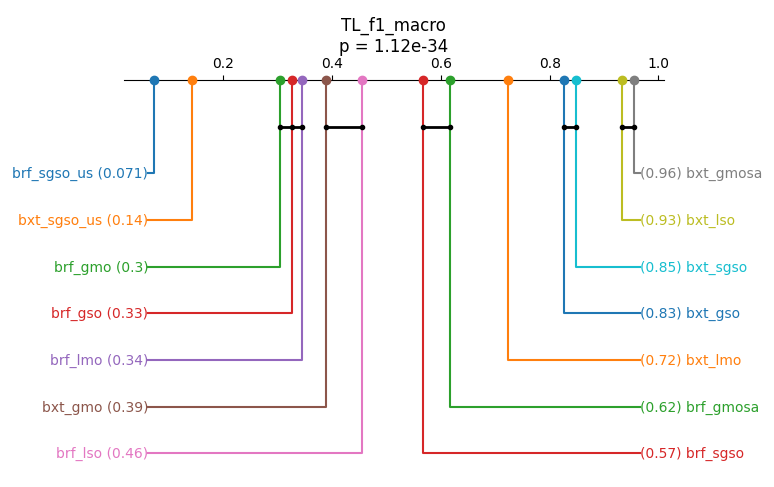 TL_f1_macro
p = 1.12e-34
0.2 0.4 0.6 0.8 1.0
brf_sgso_us (0.071) (0.96) bxt_gmosa
bxt_sgso_us (0.14) (0.93) bxt_lso
brf_gmo (0.3) (0.85) bxt_sgso
brf_gso (0.33) (0.83) bxt_gso
brf_lmo (0.34) (0.72) bxt_lmo
bxt_gmo (0.39) (0.62) brf_gmosa
brf_lso (0.46) (0.57) brf_sgso